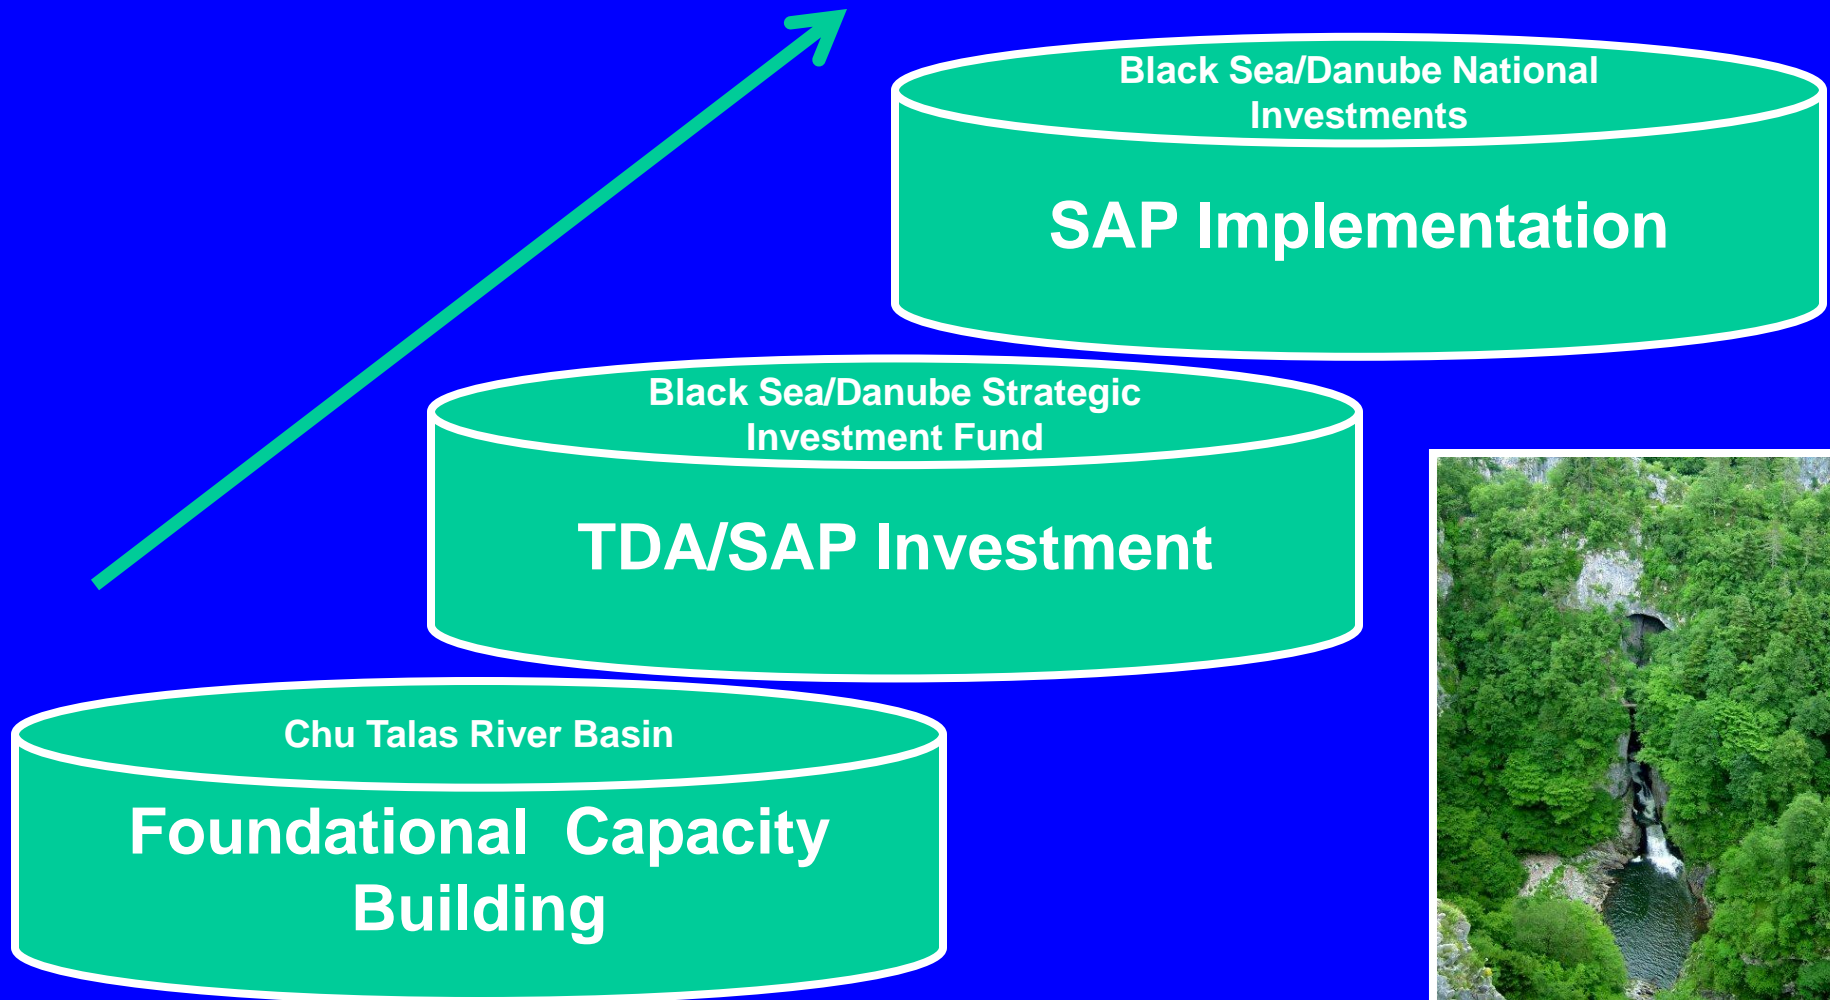 Black Sea/Danube National
Investments
SAP Implementation
Black Sea/Danube Strategic
Investment Fund
TDA/SAP Investment
Chu Talas River Basin
Foundational  Capacity
Building